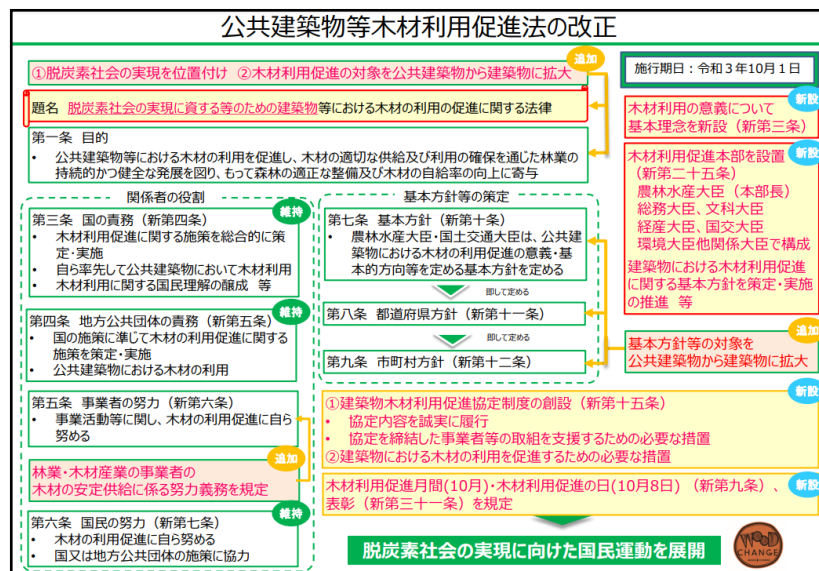 公共建築物等木材利用促進法の改正
追加
①脱炭素社会の実現を位置付け ②木材利用促進の対象を公共建築物から建築物に拡大
施行期日:令和3年10月1日
題名 脱炭素社会の実現に資する等のための建築物等における木材の利用の促進に関する法律
第一条 目的
• 公共建築物等における木材の利用を促進し、木材の適切な供給及び利用の確保を通じた林業の
持続的かつ健全な発展を図り、もって森林の適正な整備及び木材の自給率の向上に寄与
新設
木材利用の意義について
基本理念を新設(新第三条)
新設
木材利用促進本部を設置
(新第二十五条)
農林水産大臣(本部長)
総務大臣、文科大臣
経産大臣、国交大臣
環境大臣他関係大臣で構成
建築物における木材利用促進
に関する基本方針を策定・実施
の推進 等
関係者の役割
維持
第三条 国の責務(新第四条)
• 木材利用促進に関する施策を総合的に策
定・実施
• 自ら率先して公共建築物において木材利用
• 木材利用に関する国民理解の醸成 等
維持
第四条 地方公共団体の責務(新第五条)
• 国の施策に準じて木材の利用促進に関する
施策を策定・実施
• 公共建築物における木材の利用
第五条 事業者の努力(新第六条)
• 事業活動等に関し、木材の利用促進に自ら
努める
追加
林業・木材産業の事業者の
木材の安定供給に係る努力義務を規定
維持
第六条 国民の努力(新第七条)
• 木材の利用促進に自ら努める
• 国又は地方公共団体の施策に協力
基本方針等の策定
第七条 基本方針(新第十条)
• 農林水産大臣・国土交通大臣は、公共建
築物における木材の利用の意義・基
本的方向等を定める基本方針を定める
即して定める
第八条 都道府県方針(新第十一条)
即して定める
第九条 市町村方針(新第十二条)
追加
基本方針等の対象を
公共建築物から建築物に拡大
新設
①建築物木材利用促進協定制度の創設(新第十五条)
• 協定内容を誠実に履行
• 協定を締結した事業者等の取組を支援するための必要な措置
②建築物における木材の利用を促進するための必要な措置
新設
木材利用促進月間(10月)・木材利用促進の日(10月8日)(新第九条)、
表彰(新第三十一条)を規定
脱炭素社会の実現に向けた国民運動を展開
WOOD
CHANGE